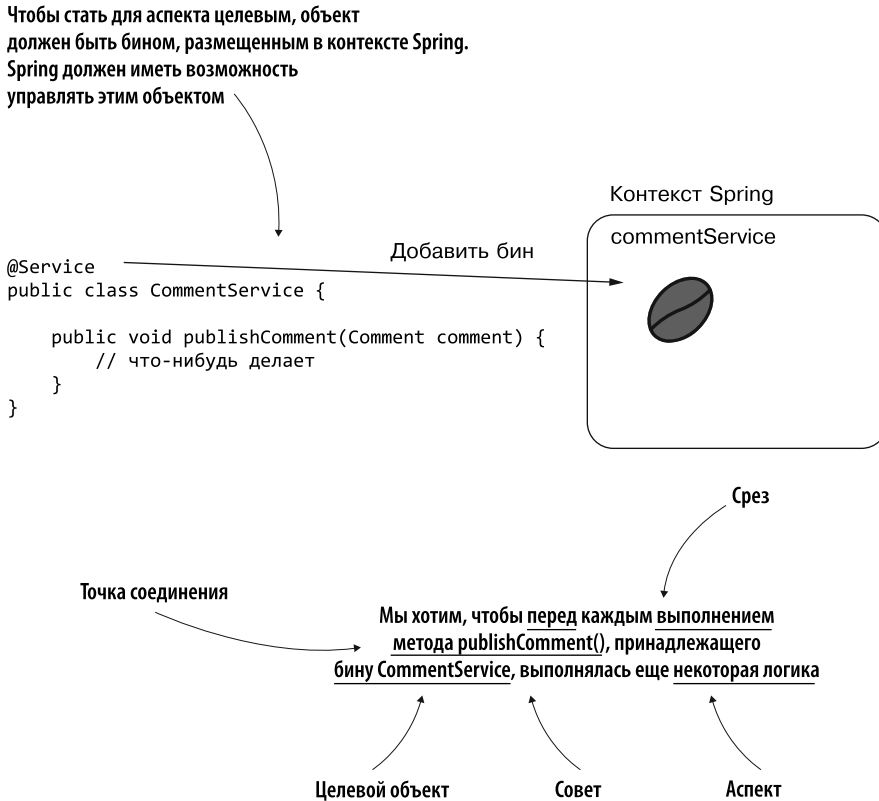 Чтобы стать для аспекта целевым, объект
должен быть бином, размещенным в контексте Spring.
Spring должен иметь возможность
управлять этим объектом
Контекст Spring
commentService
Добавить бин
@Service
public class CommentService {
    public void publishComment(Comment comment) {
        // что-нибудь делает
    }
}
Срез
Точка соединения
Мы хотим, чтобы перед каждым выполнением
метода publishComment(), принадлежащего
бину CommentService, выполнялась еще некоторая логика
Целевой объект
Совет
Аспект